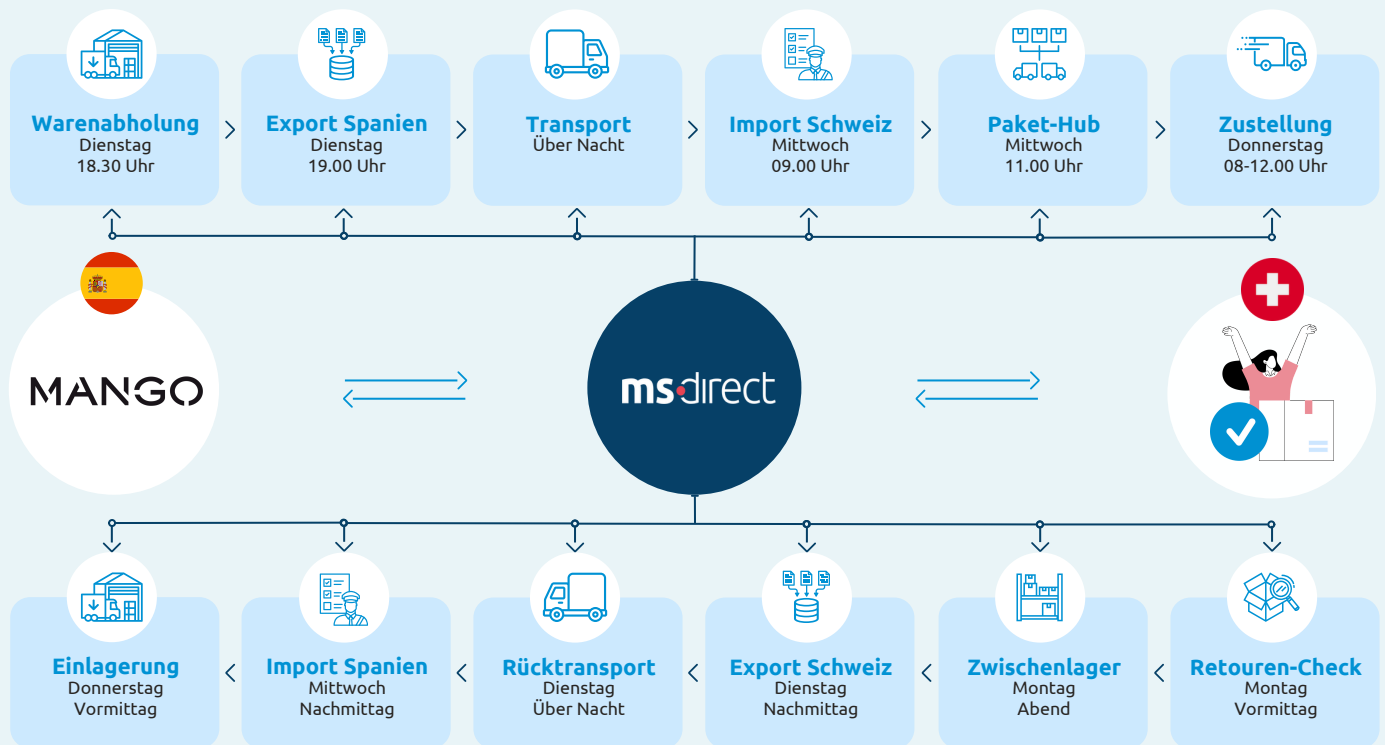 Warenabholung
Dienstag
18.30 Uhr
Export Spanien
Dienstag
19.00 Uhr
Transport
Über Nacht
Import Schweiz
Mittwoch
09.00 Uhr
Paket-Hub
Mittwoch
11.00 Uhr
Zustellung
Donnerstag
08-12.00 Uhr
MANGO
ms.direct
Einlagerung
Donnerstag
Vormittag
Import Spanien
Mittwoch
Nachmittag
Rücktransport
Dienstag
Über Nacht
Export Schweiz
Dienstag
Nachmittag
Zwischenlager
Montag
Abend
Retouren-Check
Montag
Vormittag